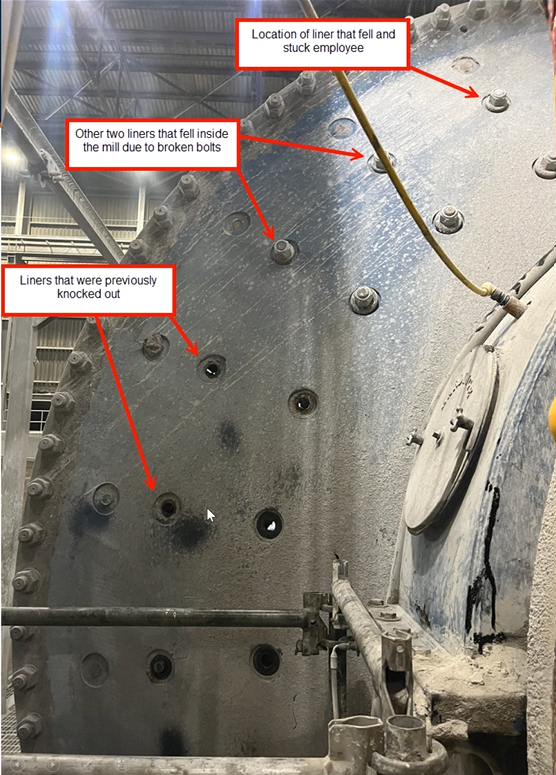 Location of liner that fell and
stuck employee
Other two liners that fell inside
the mill due to broken bolts
Liners that were previously
knocked out